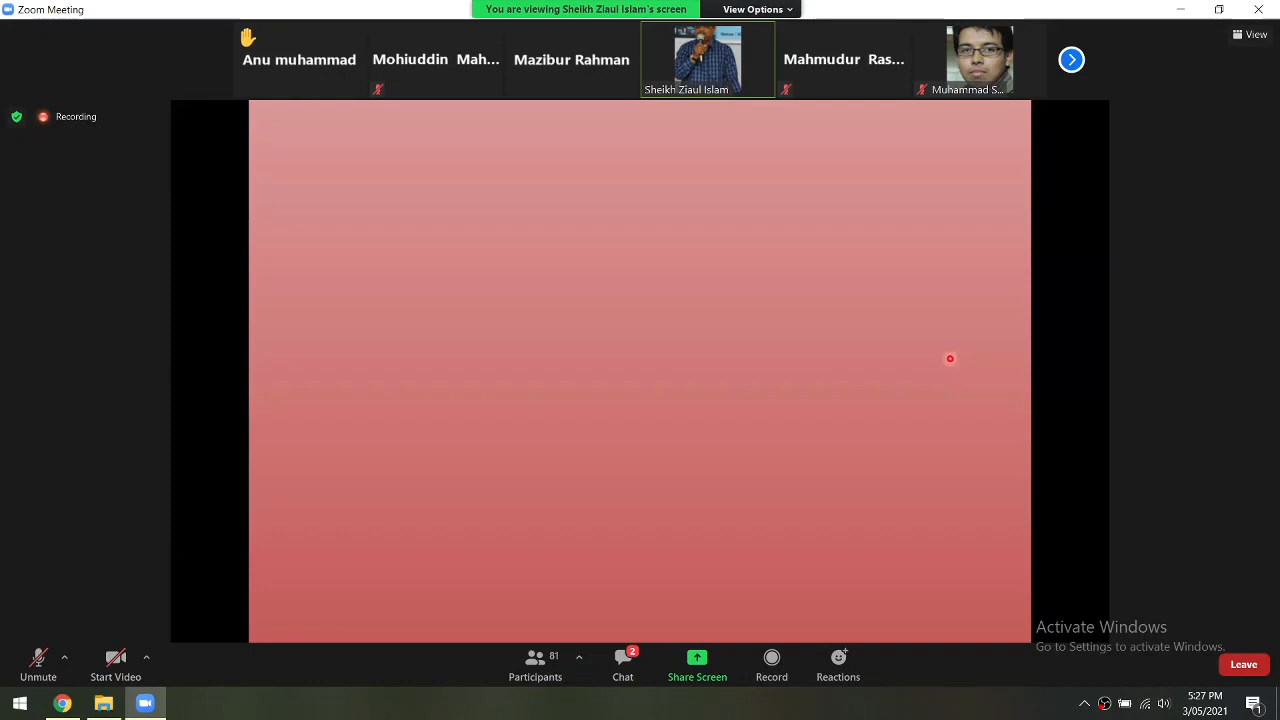 Zoom Meeting
You are viewing Sheikh Ziaul Islam's screen
View Options
View
Anu muhammad
Mohiuddin Mah...
Mazibur Rahman
Sheikh Ziaul Islam
Mahmudur Ras...
Muhammad S...
Recording
Activate Windows
Go to Settings to activate Windows.
Unmute
Start Video
81
Participants
2
Chat
Share Screen
Record
Reactions
Leave
5:27 PM
3/05/2021
1